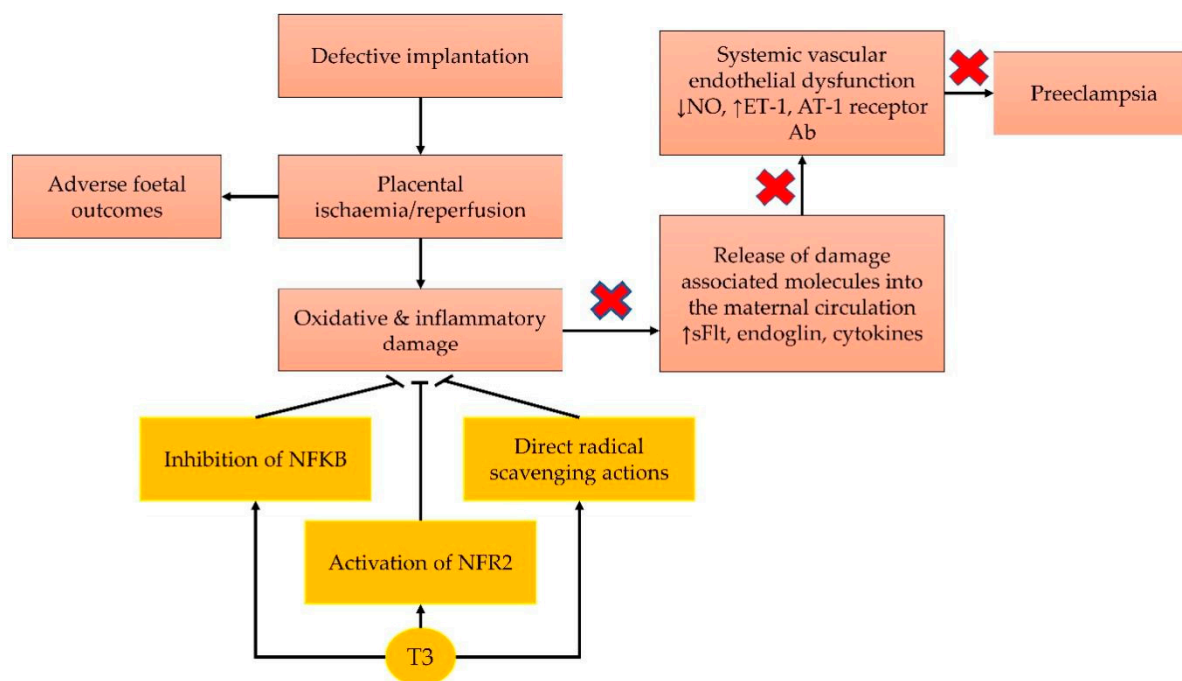 Defective implantation
Adverse foetal
outcomes
Placental
ischaemia/reperfusion
Oxidative & inflammatory
damage
Release of damage
associated molecules into
the maternal circulation
↑sFlt, endoglin, cytokines
Systemic vascular
endothelial dysfunction
↓NO, ↑ET-1, AT-1 receptor
Ab
Preeclampsia
Inhibition of NFKB
Activation of NFR2
Direct radical
scavenging actions
T3